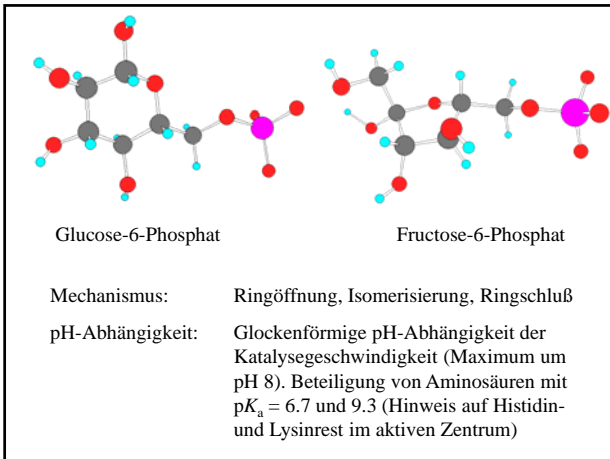 Glucose-6-Phosphat Fructose-6-Phosphat
Mechanismus: Ringöffnung, Isomerisierung, Ringschluß
pH-Abhängigkeit: Glockenförmige pH-Abhängigkeit der
Katalysegeschwindigkeit (Maximum um
pH 8). Beteiligung von Aminosäuren mit
pKa = 6.7 und 9.3 (Hinweis auf Histidin-
und Lysinrest im aktiven Zentrum)